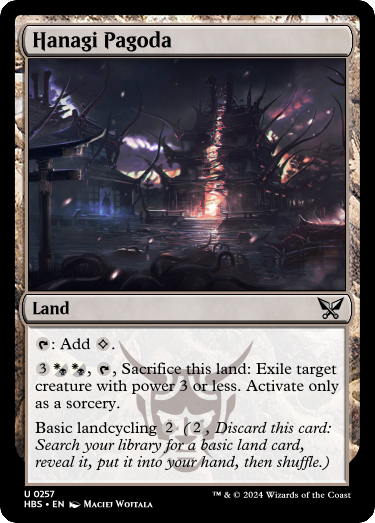 Hanagi Pagoda
Land
: Add .
3 , , Sacrifice this land: Exile target
creature with power 3 or less. Activate only
as a sorcery.
Basic landcycling 2 (2, Discard this card:
Search your library for a basic land card,
reveal it, put it into your hand, then shuffle.)
U 0257
HBS • EN Maciej Wojtala
™ & © 2024 Wizards of the Coast